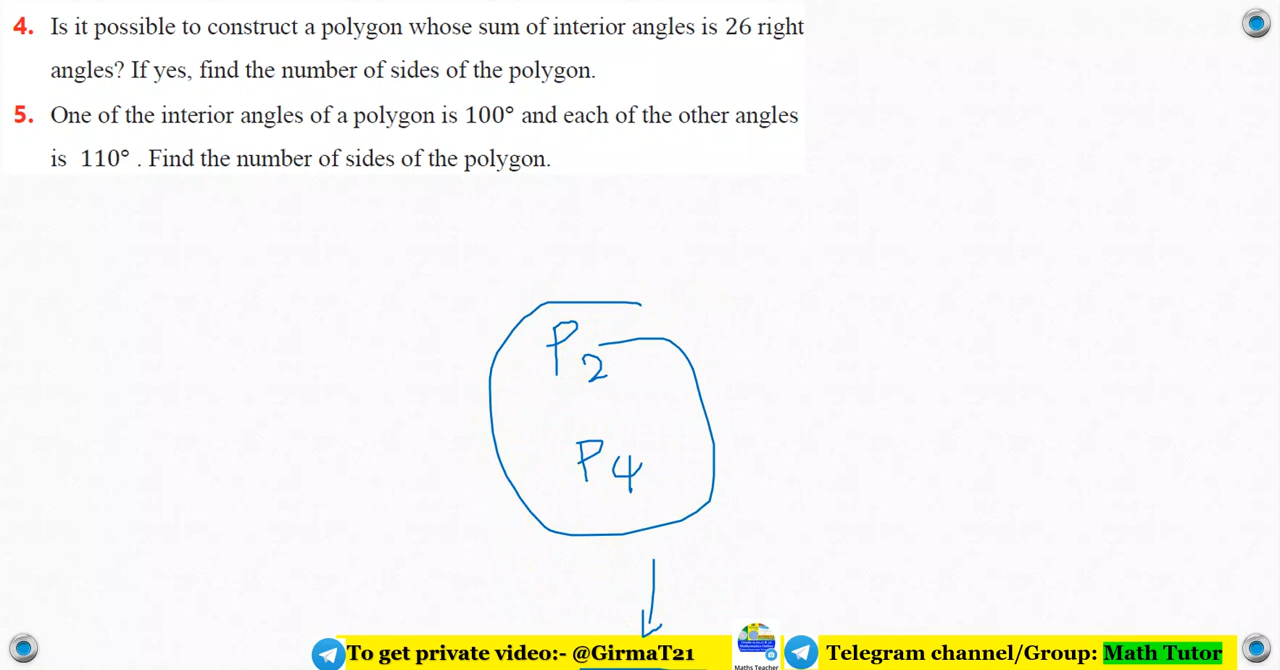 4. Is it possible to construct a polygon whose sum of interior angles is 26 right
angles? If yes, find the number of sides of the polygon.
5. One of the interior angles of a polygon is 100° and each of the other angles
is 110° . Find the number of sides of the polygon.
P2
P4
To get private video:- @GirmaT21
Maths Teacher
Telegram channel/Group: Math Tutor